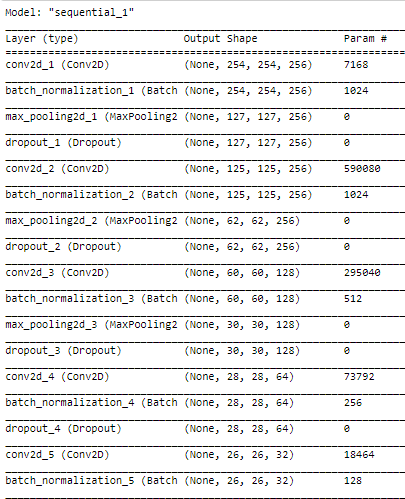 Model: "sequential_1"
Layer (type) Output Shape Param #
conv2d_1 (Conv2D) (None, 254, 254, 256) 7168
batch_normalization_1 (Batch (None, 254, 254, 256) 1024
max_pooling2d_1 (MaxPooling2 (None, 127, 127, 256) 0
dropout_1 (Dropout) (None, 127, 127, 256) 0
conv2d_2 (Conv2D) (None, 125, 125, 256) 590080
batch_normalization_2 (Batch (None, 125, 125, 256) 1024
max_pooling2d_2 (MaxPooling2 (None, 62, 62, 256) 0
dropout_2 (Dropout) (None, 62, 62, 256) 0
conv2d_3 (Conv2D) (None, 60, 60, 128) 295040
batch_normalization_3 (Batch (None, 60, 60, 128) 512
max_pooling2d_3 (MaxPooling2 (None, 30, 30, 128) 0
dropout_3 (Dropout) (None, 30, 30, 128) 0
conv2d_4 (Conv2D) (None, 28, 28, 64) 73792
batch_normalization_4 (Batch (None, 28, 28, 64) 256
dropout_4 (Dropout) (None, 28, 28, 64) 0
conv2d_5 (Conv2D) (None, 26, 26, 32) 18464
batch_normalization_5 (Batch (None, 26, 26, 32) 128